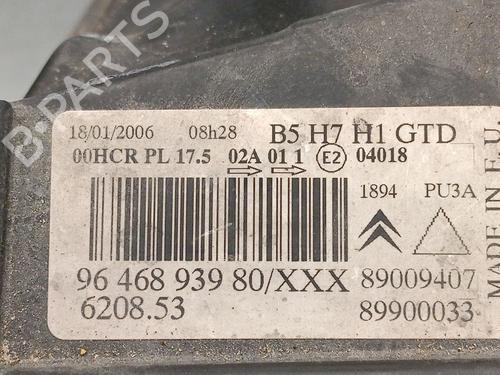 B-PARTS
18/01/2006 08h28 B5 H7 H1 GTD
00HCR PL 17.5 02A 01 1 E2 04018
1894 PU3A
96 468 939 80/XXX 89009407
6208.53 89900033
MADE IN E.U.